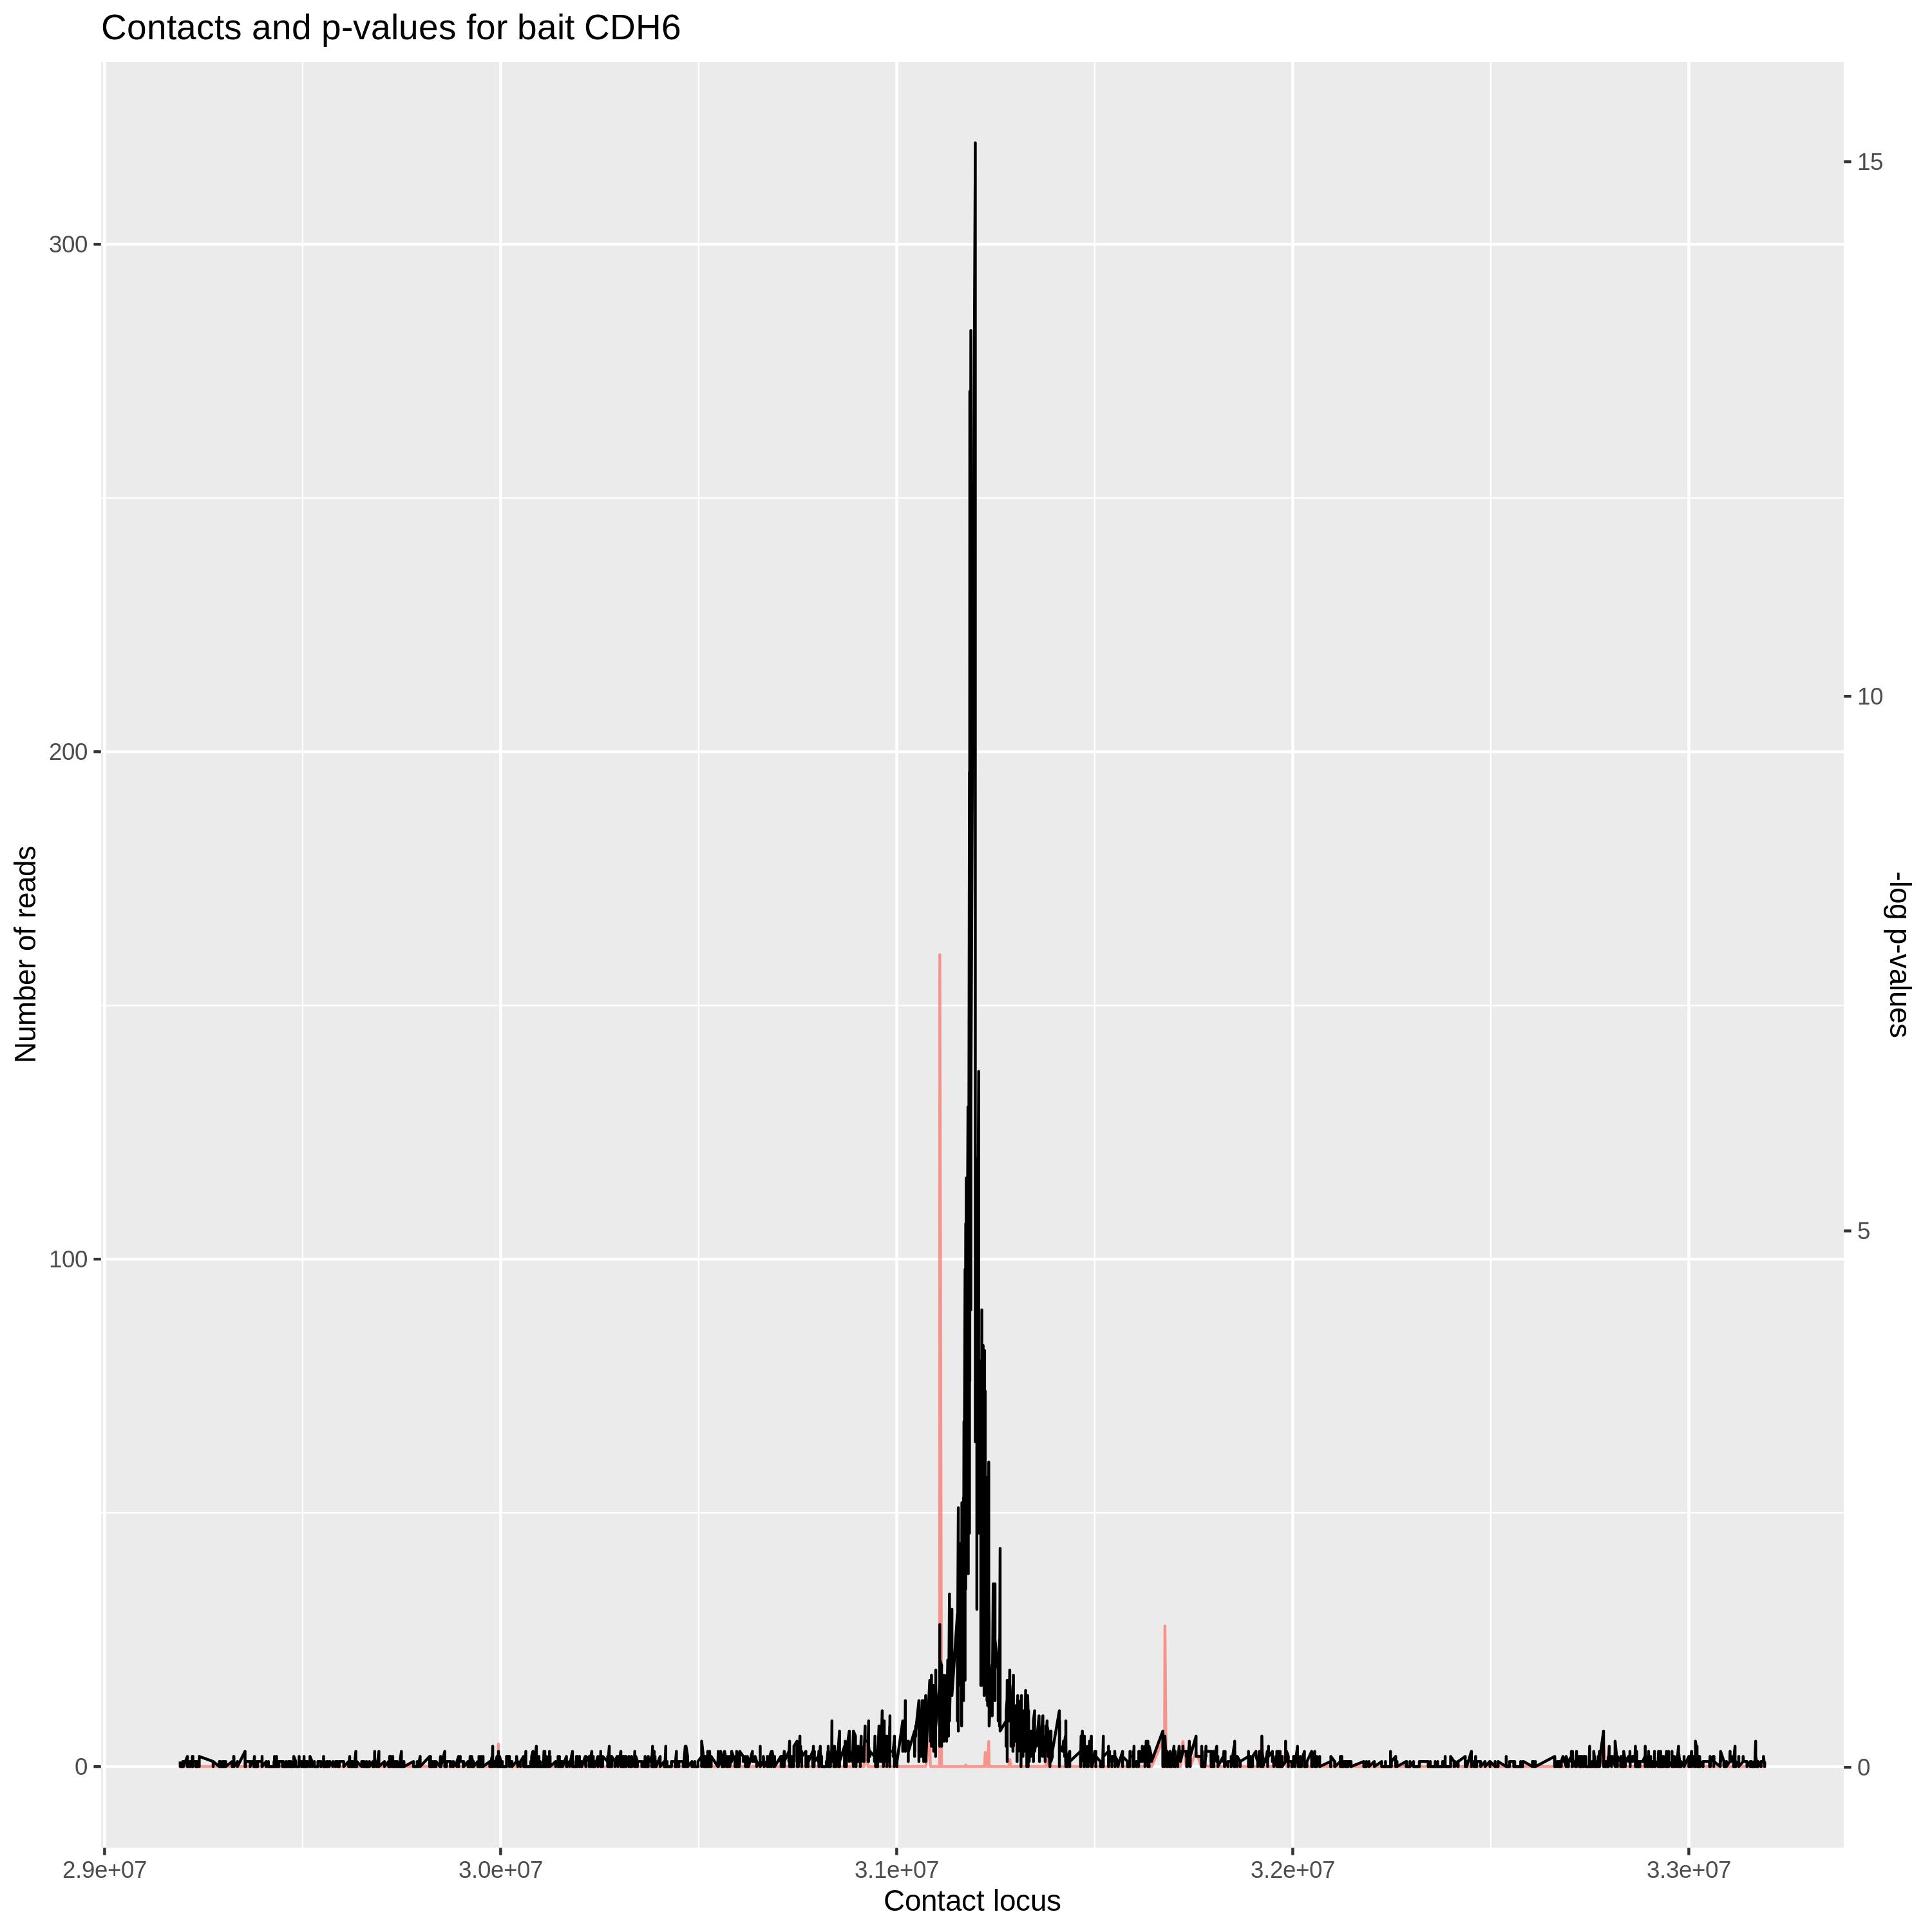 Contacts and p-values for bait CDH6
Number of reads
300
200
100
0
15
10
5
0
-log p-values
2.9e+07 3.0e+07 3.1e+07 3.2e+07 3.3e+07
Contact locus